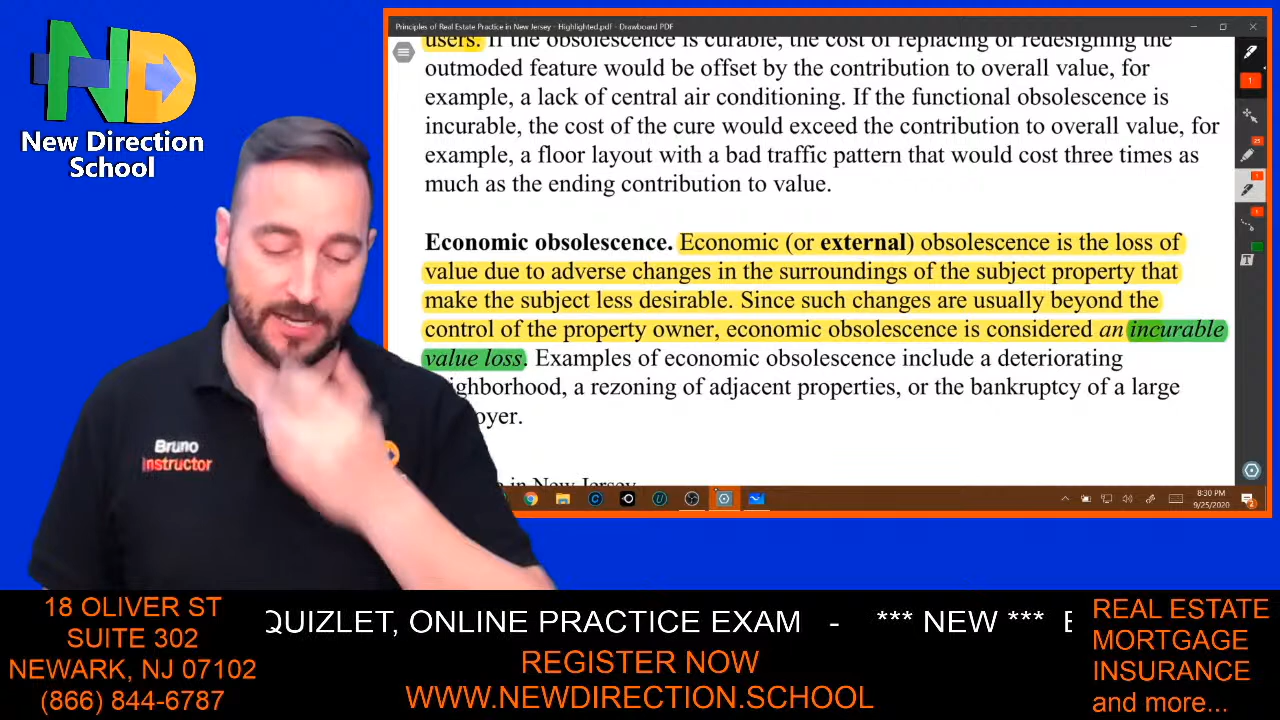 ND
New Direction
School
Principles of Real Estate Practice in New Jersey - Highlighted.pdf - Drawboard PDF
users. If the obsolescence is curable, the cost of replacing or redesigning the
outmoded feature would be offset by the contribution to overall value, for
example, a lack of central air conditioning. If the functional obsolescence is
incurable, the cost of the cure would exceed the contribution to overall value, for
example, a floor layout with a bad traffic pattern that would cost three times as
much as the ending contribution to value.
Economic obsolescence. Economic (or external) obsolescence is the loss of
value due to adverse changes in the surroundings of the subject property that
make the subject less desirable. Since such changes are usually beyond the
control of the property owner, economic obsolescence is considered an incurable
value loss. Examples of economic obsolescence include a deteriorating
ighborhood, a rezoning of adjacent properties, or the bankruptcy of a large
oyer.
in New Jersey
8:30 PM
9/25/2020
Bruno
Instructor
18 OLIVER ST
SUITE 302
NEWARK, NJ 07102
(866) 844-6787
QUIZLET, ONLINE PRACTICE EXAM - *** NEW *** E
REGISTER NOW
WWW.NEWDIRECTION.SCHOOL
REAL ESTATE
MORTGAGE
INSURANCE
and more...